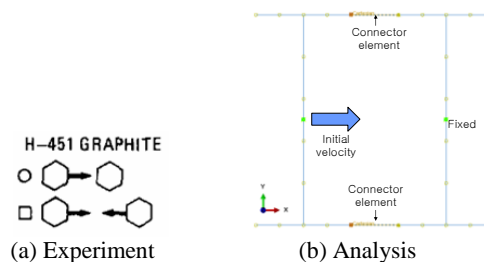 H-451 GRAPHITE
(a) Experiment
Connector
element
Initial
velocity
Fixed
Y
X
Connector
element
(b) Analysis